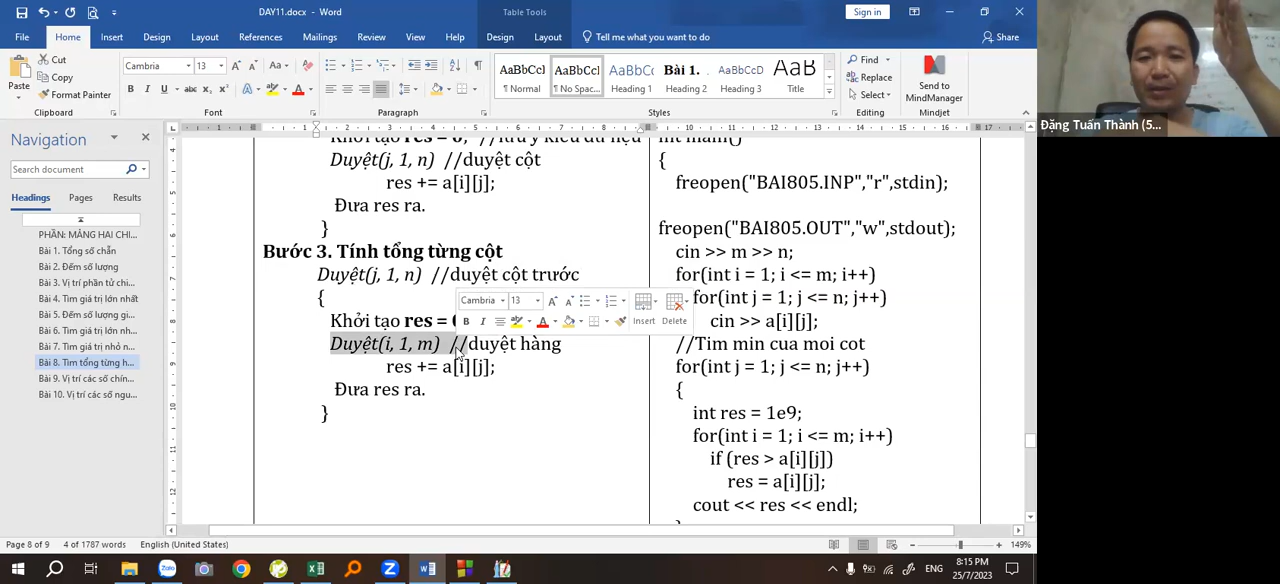 DAY11.docx - Word
Table Tools
Sign in
File
Home
Insert
Design
Layout
References
Mailings
Review
View
Help
Design
Layout
Tell me what you want to do
Share
Paste
Cut
Copy
Format Painter
Clipboard
Cambria
13
Font
Paragraph
AaBbCcI
¶ Normal
AaBbCcI
¶ No Spac...
AaBbCc
Heading 1
Bài 1.
Heading 2
AaBbCcD
Heading 3
AaB
Title
Styles
Find
Replace
Select
Editing
Send to
MindManager
Mindjet
Đặng Tuấn Thành (5...
Navigation
Search document
Headings
Pages
Results
PHẦN: MẢNG HAI CHI...
Bài 1. Tổng số chẵn
Bài 2. Đếm số lượng
Bài 3. Vị trí phần tử chi...
Bài 4. Tìm giá trị lớn nhất
Bài 5. Đếm số lượng gi...
Bài 6. Tìm giá trị lớn nh...
Bài 7. Tìm giá trị nhỏ n...
Bài 8. Tìm tổng từng h...
Bài 9. Vị trí các số chín...
Bài 10. Vị trí các số ngu...
Khởi tạo res = 0; //lưu ý kiểu dữ liệu
Duyệt(j, 1, n) //duyệt cột
res += a[i][j];
Đưa res ra.
}
Bước 3. Tính tổng từng cột
Duyệt(j, 1, n) //duyệt cột trước
{
Khởi tạo res =
Duyệt(i, 1, m) //duyệt hàng
res += a[i][j];
Đưa res ra.
}
Cambria
13
Insert
Delete
int main()
{
freopen("BAI805.INP","r",stdin);
freopen("BAI805.OUT","w",stdout);
cin >> m >> n;
for(int i = 1; i <= m; i++)
for(int j = 1; j <= n; j++)
cin >> a[i][j];
//Tim min cua moi cot
for(int j = 1; j <= n; j++)
{
int res = 1e9;
for(int i = 1; i <= m; i++)
if (res > a[i][j])
res = a[i][j];
cout << res << endl;
Page 8 of 9
4 of 1787 words
English (United States)
149%
ENG
8:15 PM
25/7/2023